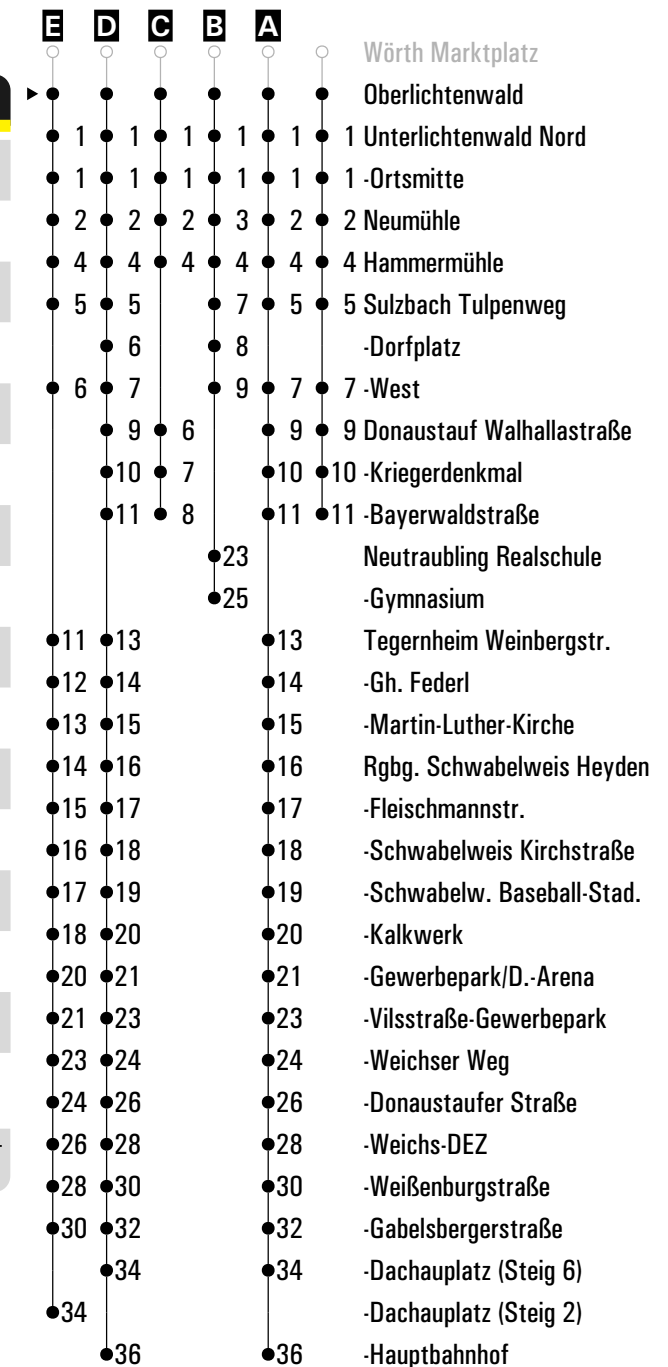 E D C B A
Wörth Marktplatz
Oberlichtenwald
1 1 1 1 1 1 Unterlichtenwald Nord
1 1 1 1 1 1 -Ortsmitte
2 2 2 3 2 2 Neumühle
4 4 4 4 4 4 Hammermühle
5 5 7 5 5 Sulzbach Tulpenweg
6 8 -Dorfplatz
6 7 9 7 7 -West
9 6 9 9 Donaustauf Walhallastraße
10 7 10 10 -Kriegerdenkmal
11 8 11 11 -Bayerwaldstraße
23 Neutraubling Realschule
25 -Gymnasium
11 13 13 Tegernheim Weinbergstr.
12 14 14 -Gh. Federl
13 15 15 -Martin-Luther-Kirche
14 16 16 Rgbg. Schwabelweis Heyden
15 17 17 -Fleischmannstr.
16 18 18 -Schwabelweis Kirchstraße
17 19 19 -Schwabelw. Baseball-Stad.
18 20 20 -Kalkwerk
20 21 21 -Gewerbepark/D.-Arena
21 23 23 -Vilsstraße-Gewerbepark
23 24 24 -Weichser Weg
24 26 26 -Donaustaufer Straße
26 28 28 -Weichs-DEZ
28 30 30 -Weißenburgstraße
30 32 32 -Gabelsbergerstraße
34 34 -Dachauplatz (Steig 6)
34 -Dachauplatz (Steig 2)
36 36 -Hauptbahnhof